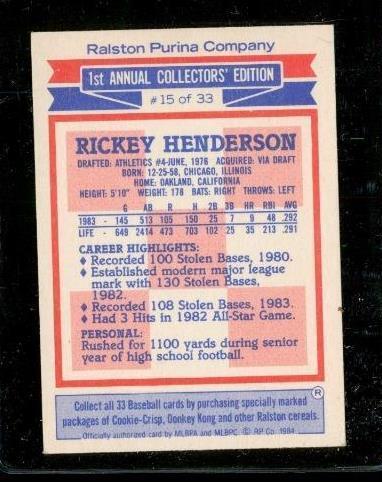 Ralston Purina Company
1st ANNUAL COLLECTORS' EDITION
#15 of 33
RICKEY HENDERSON
DRAFTED: ATHLETICS #4-JUNE, 1976 ACQUIRED: VIA DRAFT
BORN: 12-25-58, CHICAGO, ILLINOIS
HOME: OAKLAND, CALIFORNIA
HEIGHT: 5'10" WEIGHT: 178 BATS: RIGHT THROWS: LEFT
G AB R H 2B 3B HR RBI AVG
1983 - 145 513 105 150 25 7 9 48 .292
LIFE - 649 2414 473 703 102 25 35 213 .291
CAREER HIGHLIGHTS:
♦ Recorded 100 Stolen Bases, 1980.
♦ Established modern major league
mark with 130 Stolen Bases,
1982.
♦ Recorded 108 Stolen Bases, 1983.
♦ Had 3 Hits in 1982 All-Star Game.
PERSONAL:
Rushed for 1100 yards during senior
year of high school football.
®
Collect all 33 Baseball cards by purchasing specially marked
packages of Cookie-Crisp, Donkey Kong and other Ralston cereals.
Officially authorized card by MLBPA and MLBPC © RP Co. 1984